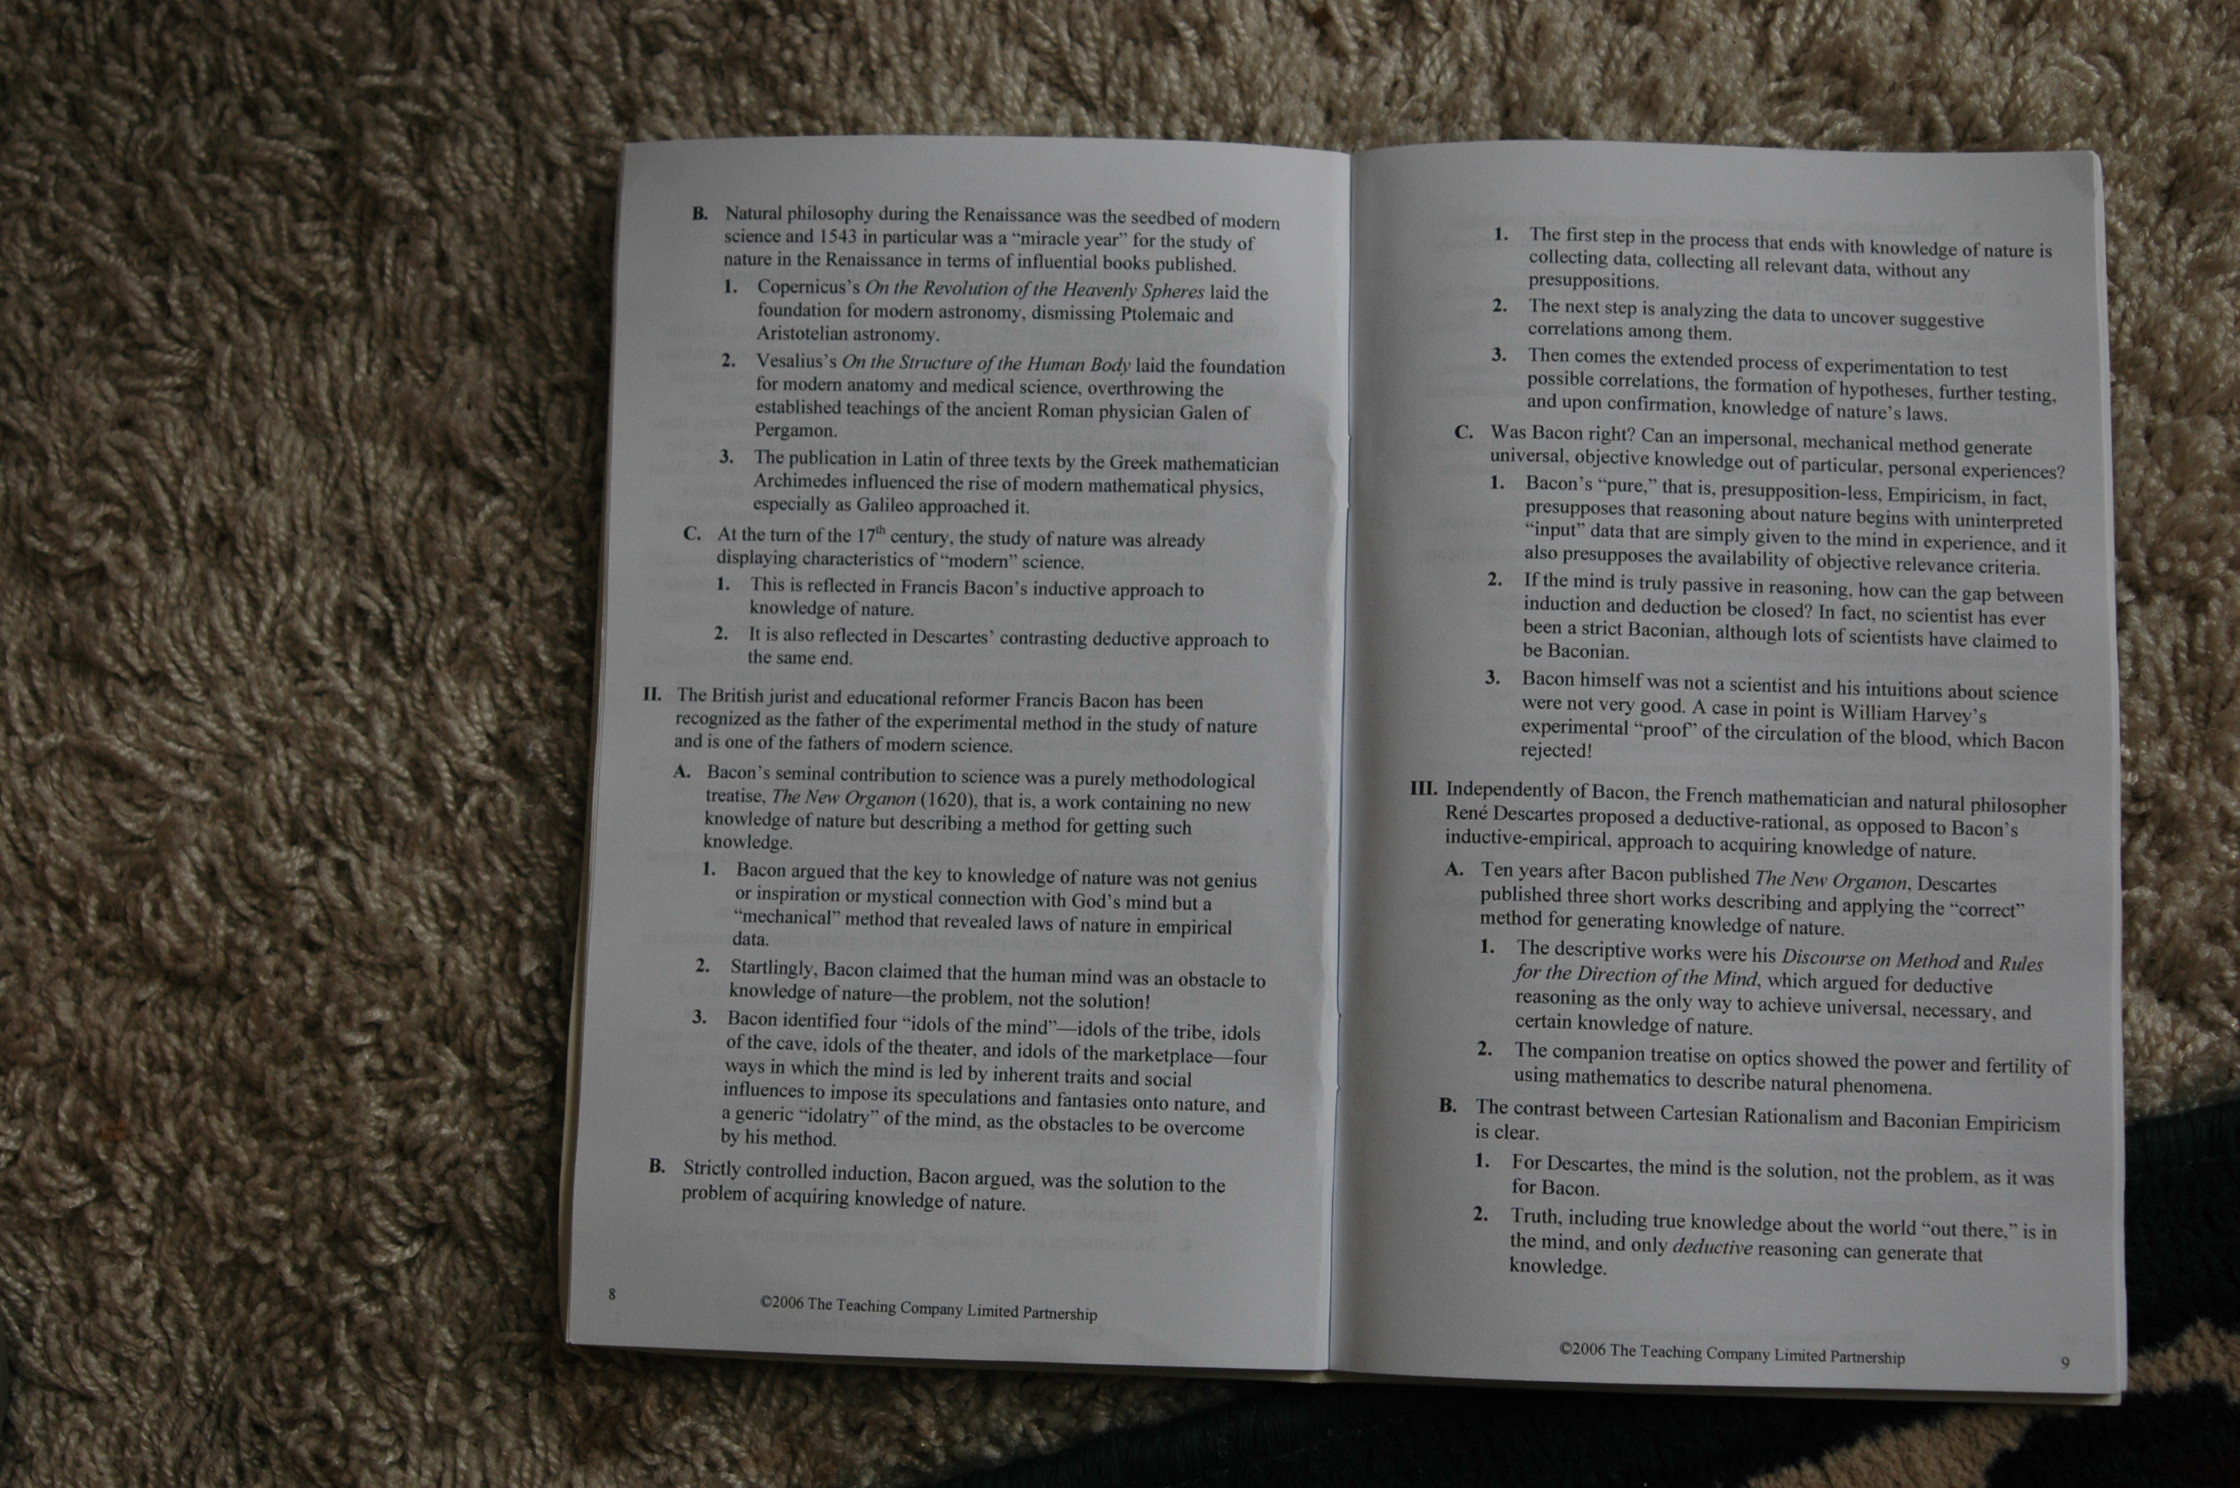 B. Natural philosophy during the Renaissance was the seedbed of modern
science and 1543 in particular was a “miracle year” for the study of
nature in the Renaissance in terms of influential books published.
1. Copernicus’s On the Revolution of the Heavenly Spheres laid the
foundation for modern astronomy, dismissing Ptolemaic and
Aristotelian astronomy.
2. Vesalius’s On the Structure of the Human Body laid the foundation
for modern anatomy and medical science, overthrowing the
established teachings of the ancient Roman physician Galen of
Pergamon.
3. The publication in Latin of three texts by the Greek mathematician
Archimedes influenced the rise of modern mathematical physics,
especially as Galileo approached it.
C. At the turn of the 17th century, the study of nature was already
displaying characteristics of “modern” science.
1. This is reflected in Francis Bacon’s inductive approach to
knowledge of nature.
2. It is also reflected in Descartes’ contrasting deductive approach to
the same end.
II. The British jurist and educational reformer Francis Bacon has been
recognized as the father of the experimental method in the study of nature
and is one of the fathers of modern science.
A. Bacon’s seminal contribution to science was a purely methodological
treatise, The New Organon (1620), that is, a work containing no new
knowledge of nature but describing a method for getting such
knowledge.
1. Bacon argued that the key to knowledge of nature was not genius
or inspiration or mystical connection with God’s mind but a
“mechanical” method that revealed laws of nature in empirical
data.
2. Startlingly, Bacon claimed that the human mind was an obstacle to
knowledge of nature—the problem, not the solution!
3. Bacon identified four “idols of the mind”—idols of the tribe, idols
of the cave, idols of the theater, and idols of the marketplace—four
ways in which the mind is led by inherent traits and social
influences to impose its speculations and fantasies onto nature, and
a generic “idolatry” of the mind, as the obstacles to be overcome
by his method.
B. Strictly controlled induction, Bacon argued, was the solution to the
problem of acquiring knowledge of nature.
8
©2006 The Teaching Company Limited Partnership
1. The first step in the process that ends with knowledge of nature is
collecting data, collecting all relevant data, without any
presuppositions.
2. The next step is analyzing the data to uncover suggestive
correlations among them.
3. Then comes the extended process of experimentation to test
possible correlations, the formation of hypotheses, further testing,
and upon confirmation, knowledge of nature’s laws.
C. Was Bacon right? Can an impersonal, mechanical method generate
universal, objective knowledge out of particular, personal experiences?
1. Bacon’s “pure,” that is, presupposition-less, Empiricism, in fact,
presupposes that reasoning about nature begins with uninterpreted
“input” data that are simply given to the mind in experience, and it
also presupposes the availability of objective relevance criteria.
2. If the mind is truly passive in reasoning, how can the gap between
induction and deduction be closed? In fact, no scientist has ever
been a strict Baconian, although lots of scientists have claimed to
be Baconian.
3. Bacon himself was not a scientist and his intuitions about science
were not very good. A case in point is William Harvey’s
experimental “proof” of the circulation of the blood, which Bacon
rejected!
III. Independently of Bacon, the French mathematician and natural philosopher
René Descartes proposed a deductive-rational, as opposed to Bacon’s
inductive-empirical, approach to acquiring knowledge of nature.
A. Ten years after Bacon published The New Organon, Descartes
published three short works describing and applying the “correct”
method for generating knowledge of nature.
1. The descriptive works were his Discourse on Method and Rules
for the Direction of the Mind, which argued for deductive
reasoning as the only way to achieve universal, necessary, and
certain knowledge of nature.
2. The companion treatise on optics showed the power and fertility of
using mathematics to describe natural phenomena.
B. The contrast between Cartesian Rationalism and Baconian Empiricism
is clear.
1. For Descartes, the mind is the solution, not the problem, as it was
for Bacon.
2. Truth, including true knowledge about the world “out there,” is in
the mind, and only deductive reasoning can generate that
knowledge.
©2006 The Teaching Company Limited Partnership
9